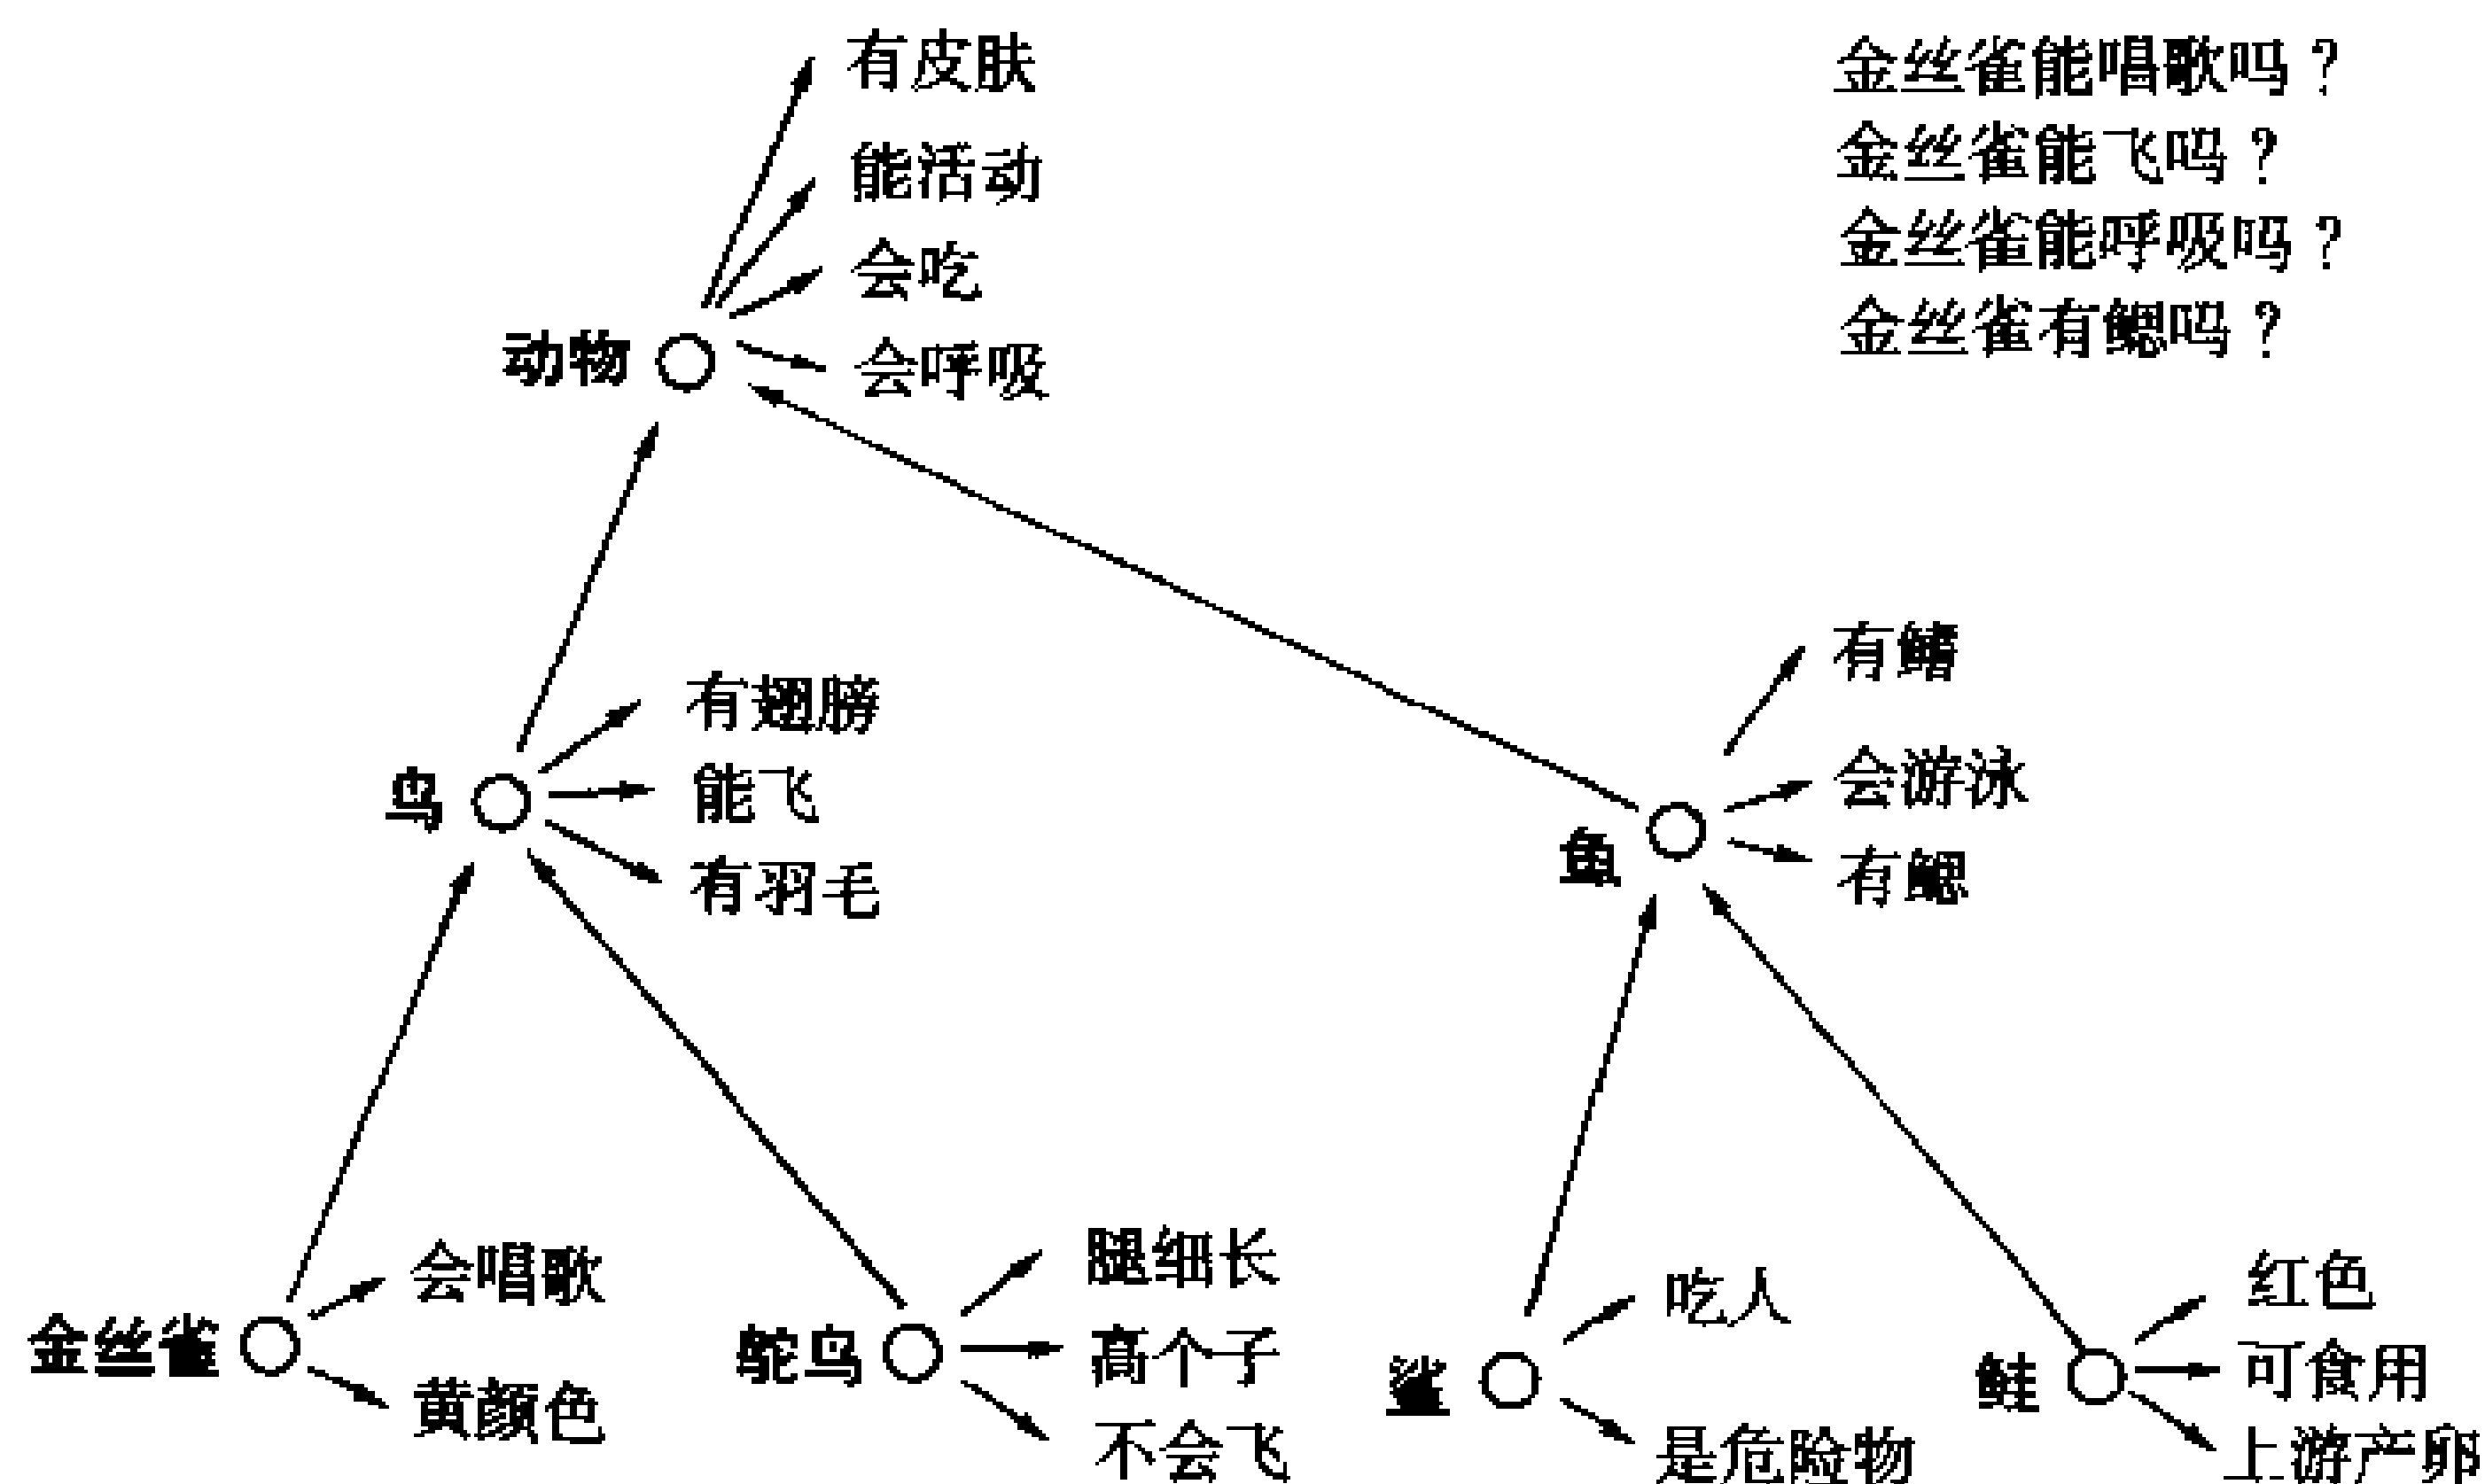 有皮肤
能活动
会吃
会呼吸
动物
金丝雀能唱歌吗？
金丝雀能飞吗？
金丝雀能呼吸吗？
金丝雀有鳃吗？
有翅膀
能飞
有羽毛
鸟
有鳍
会游泳
有鳃
鱼
会唱歌
金丝雀
黄颜色
腿细长
鸵鸟
高个子
不会飞
吃人
鲨
是危险物
红色
鲑
可食用
上游产卵